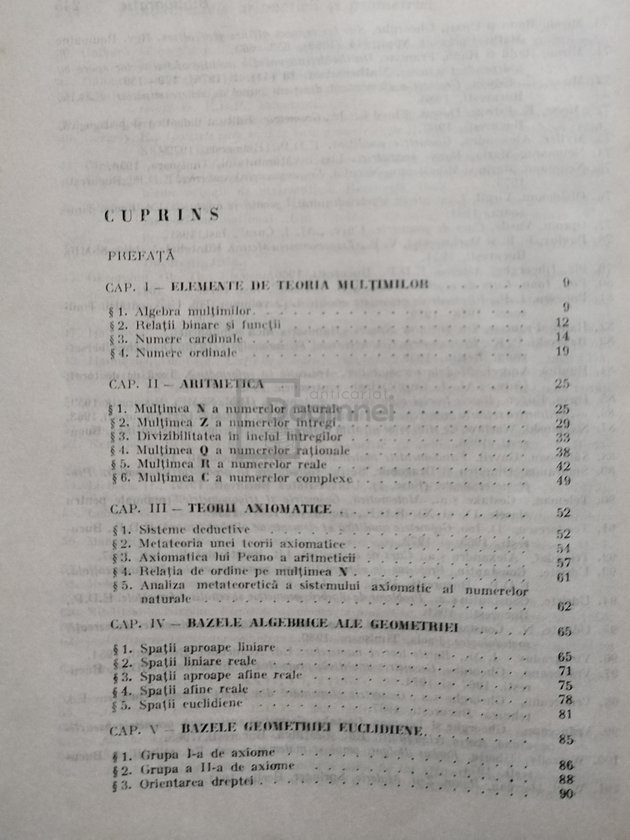 CUPRINS
PREFAȚĂ
CAP. I — ELEMENTE DE TEORIA MULȚIMILOR . . . . . . 9
§ 1. Algebra mulțimilor. . . . . . . . . . . . . . . 9
§ 2. Relații binare și funcții . . . . . . . . . . . . . 12
§ 3. Numere cardinale . . . . . . . . . . . . . . . 14
§ 4. Numere ordinale . . . . . . . . . . . . . . . 19
CAP. II — ARITMETICA . . . . . . . . . . . . . . 25
anticariat
§ 1. Mulțimea N a numerelor naturale . . . . . . . . . . 25
§ 2. Mulțimea Z a numerelor întregi . . . . . . . . . . 29
§ 3. Divizibilitatea în inelul întregilor . . . . . . . . . . 33
§ 4. Mulțimea Q a numerelor raționale . . . . . . . . . 38
§ 5. Mulțimea R a numerelor reale . . . . . . . . . . 42
§ 6. Mulțimea C a numerelor complexe . . . . . . . . . 49
CAP. III — TEORII AXIOMATICE . . . . . . . . . . . 52
§ 1. Sisteme deductive . . . . . . . . . . . . . . . 52
§ 2. Metateoria unei teorii axiomatice . . . . . . . . . . 54
§ 3. Axiomatica lui Peano a aritmeticii . . . . . . . . . 57
§ 4. Relația de ordine pe mulțimea N . . . . . . . . . . 61
§ 5. Analiza metateoretică a sistemului axiomatic al numerelor
naturale . . . . . . . . . . . . . . . . . . 62
CAP. IV — BAZELE ALGEBRICE ALE GEOMETRIEI . . . . 65
§ 1. Spații aproape liniare . . . . . . . . . . . . . . 65
§ 2. Spații liniare reale . . . . . . . . . . . . . . . 71
§ 3. Spații aproape afine reale . . . . . . . . . . . . 75
§ 4. Spații afine reale . . . . . . . . . . . . . . . 78
§ 5. Spații euclidiene . . . . . . . . . . . . . . . 81
CAP. V — BAZELE GEOMETRIEI EUCLIDIENE. . . . . . 85
§ 1. Grupa I-a de axiome . . . . . . . . . . . . . . 86
§ 2. Grupa a II-a de axiome . . . . . . . . . . . . . 88
§ 3. Orientarea dreptei . . . . . . . . . . . . . . . 90